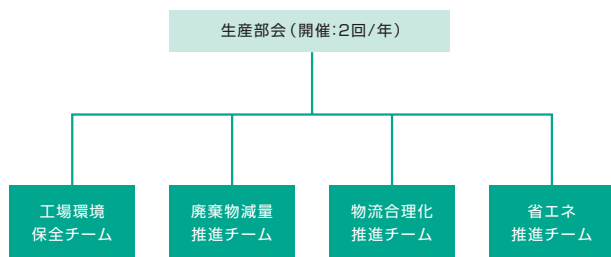 生産部会(開催:2回/年)
工場環境
保全チーム
廃棄物減量
推進チーム
物流合理化
推進チーム
省エネ
推進チーム